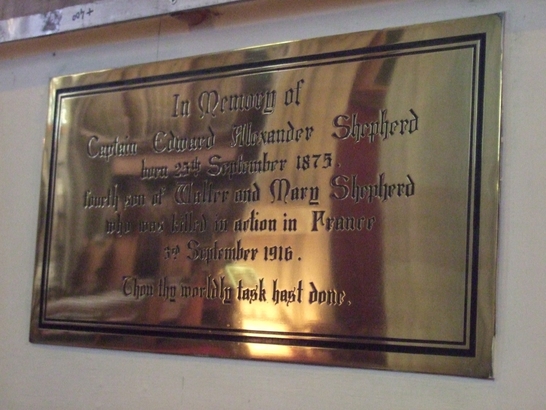 In Memory of
Captain Edward Alexander Shepherd
born 25th September 1875.
fourth son of Walter and Mary Shepherd
who was killed in action in France
3rd September 1916.
Thou thy worldly task hast done.